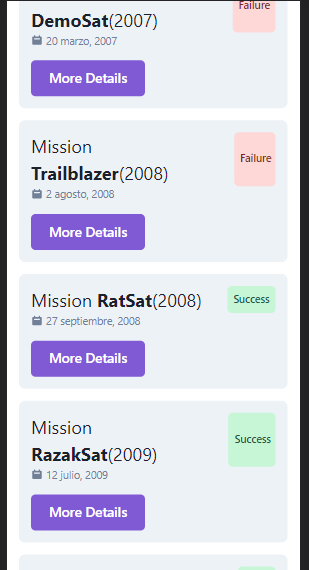 Failure
DemoSat(2007)
20 marzo, 2007
More Details
Mission
Trailblazer(2008)
Failure
2 agosto, 2008
More Details
Mission RatSat(2008)
Success
27 septiembre, 2008
More Details
Mission
RazakSat(2009)
Success
12 julio, 2009
More Details